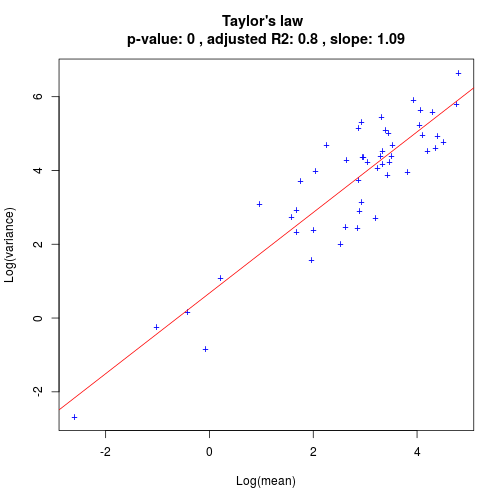 Taylor's law
p-value: 0 , adjusted R2: 0.8 , slope: 1.09
Log(variance)
6
4
2
0
-2
-2 0 2 4
Log(mean)